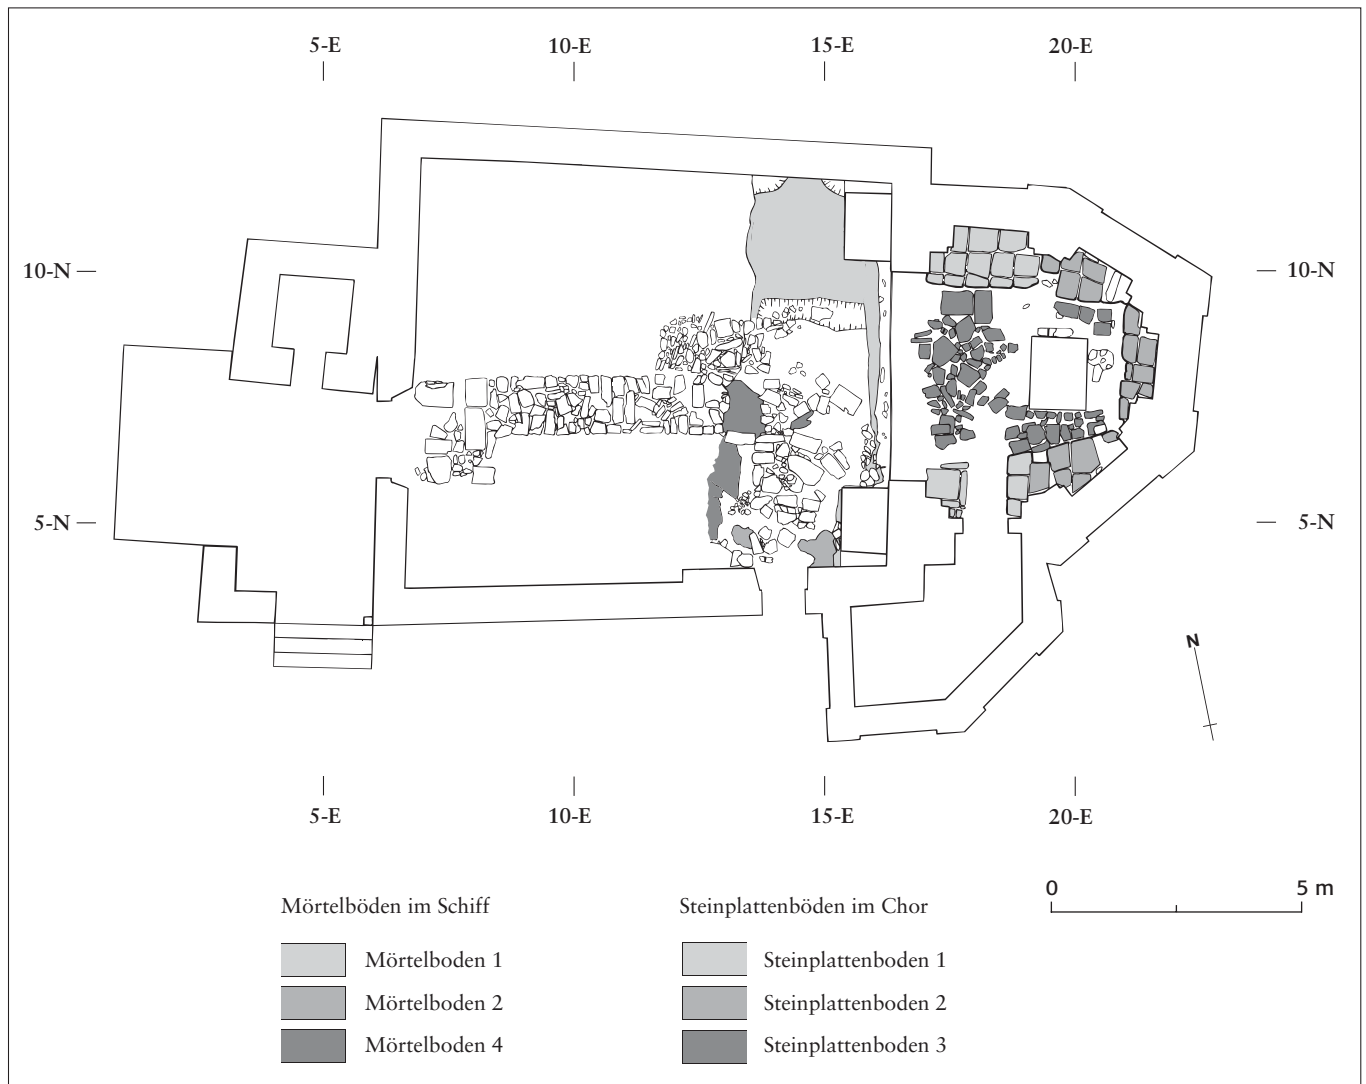 5-E 10-E 15-E 20-E
10-N 10-N
5-N 5-N
N
5-E 10-E 15-E 20-E
0 5 m
Mörtelböden im Schiff
Mörtelboden 1
Mörtelboden 2
Mörtelboden 4
Steinplattenböden im Chor
Steinplattenboden 1
Steinplattenboden 2
Steinplattenboden 3